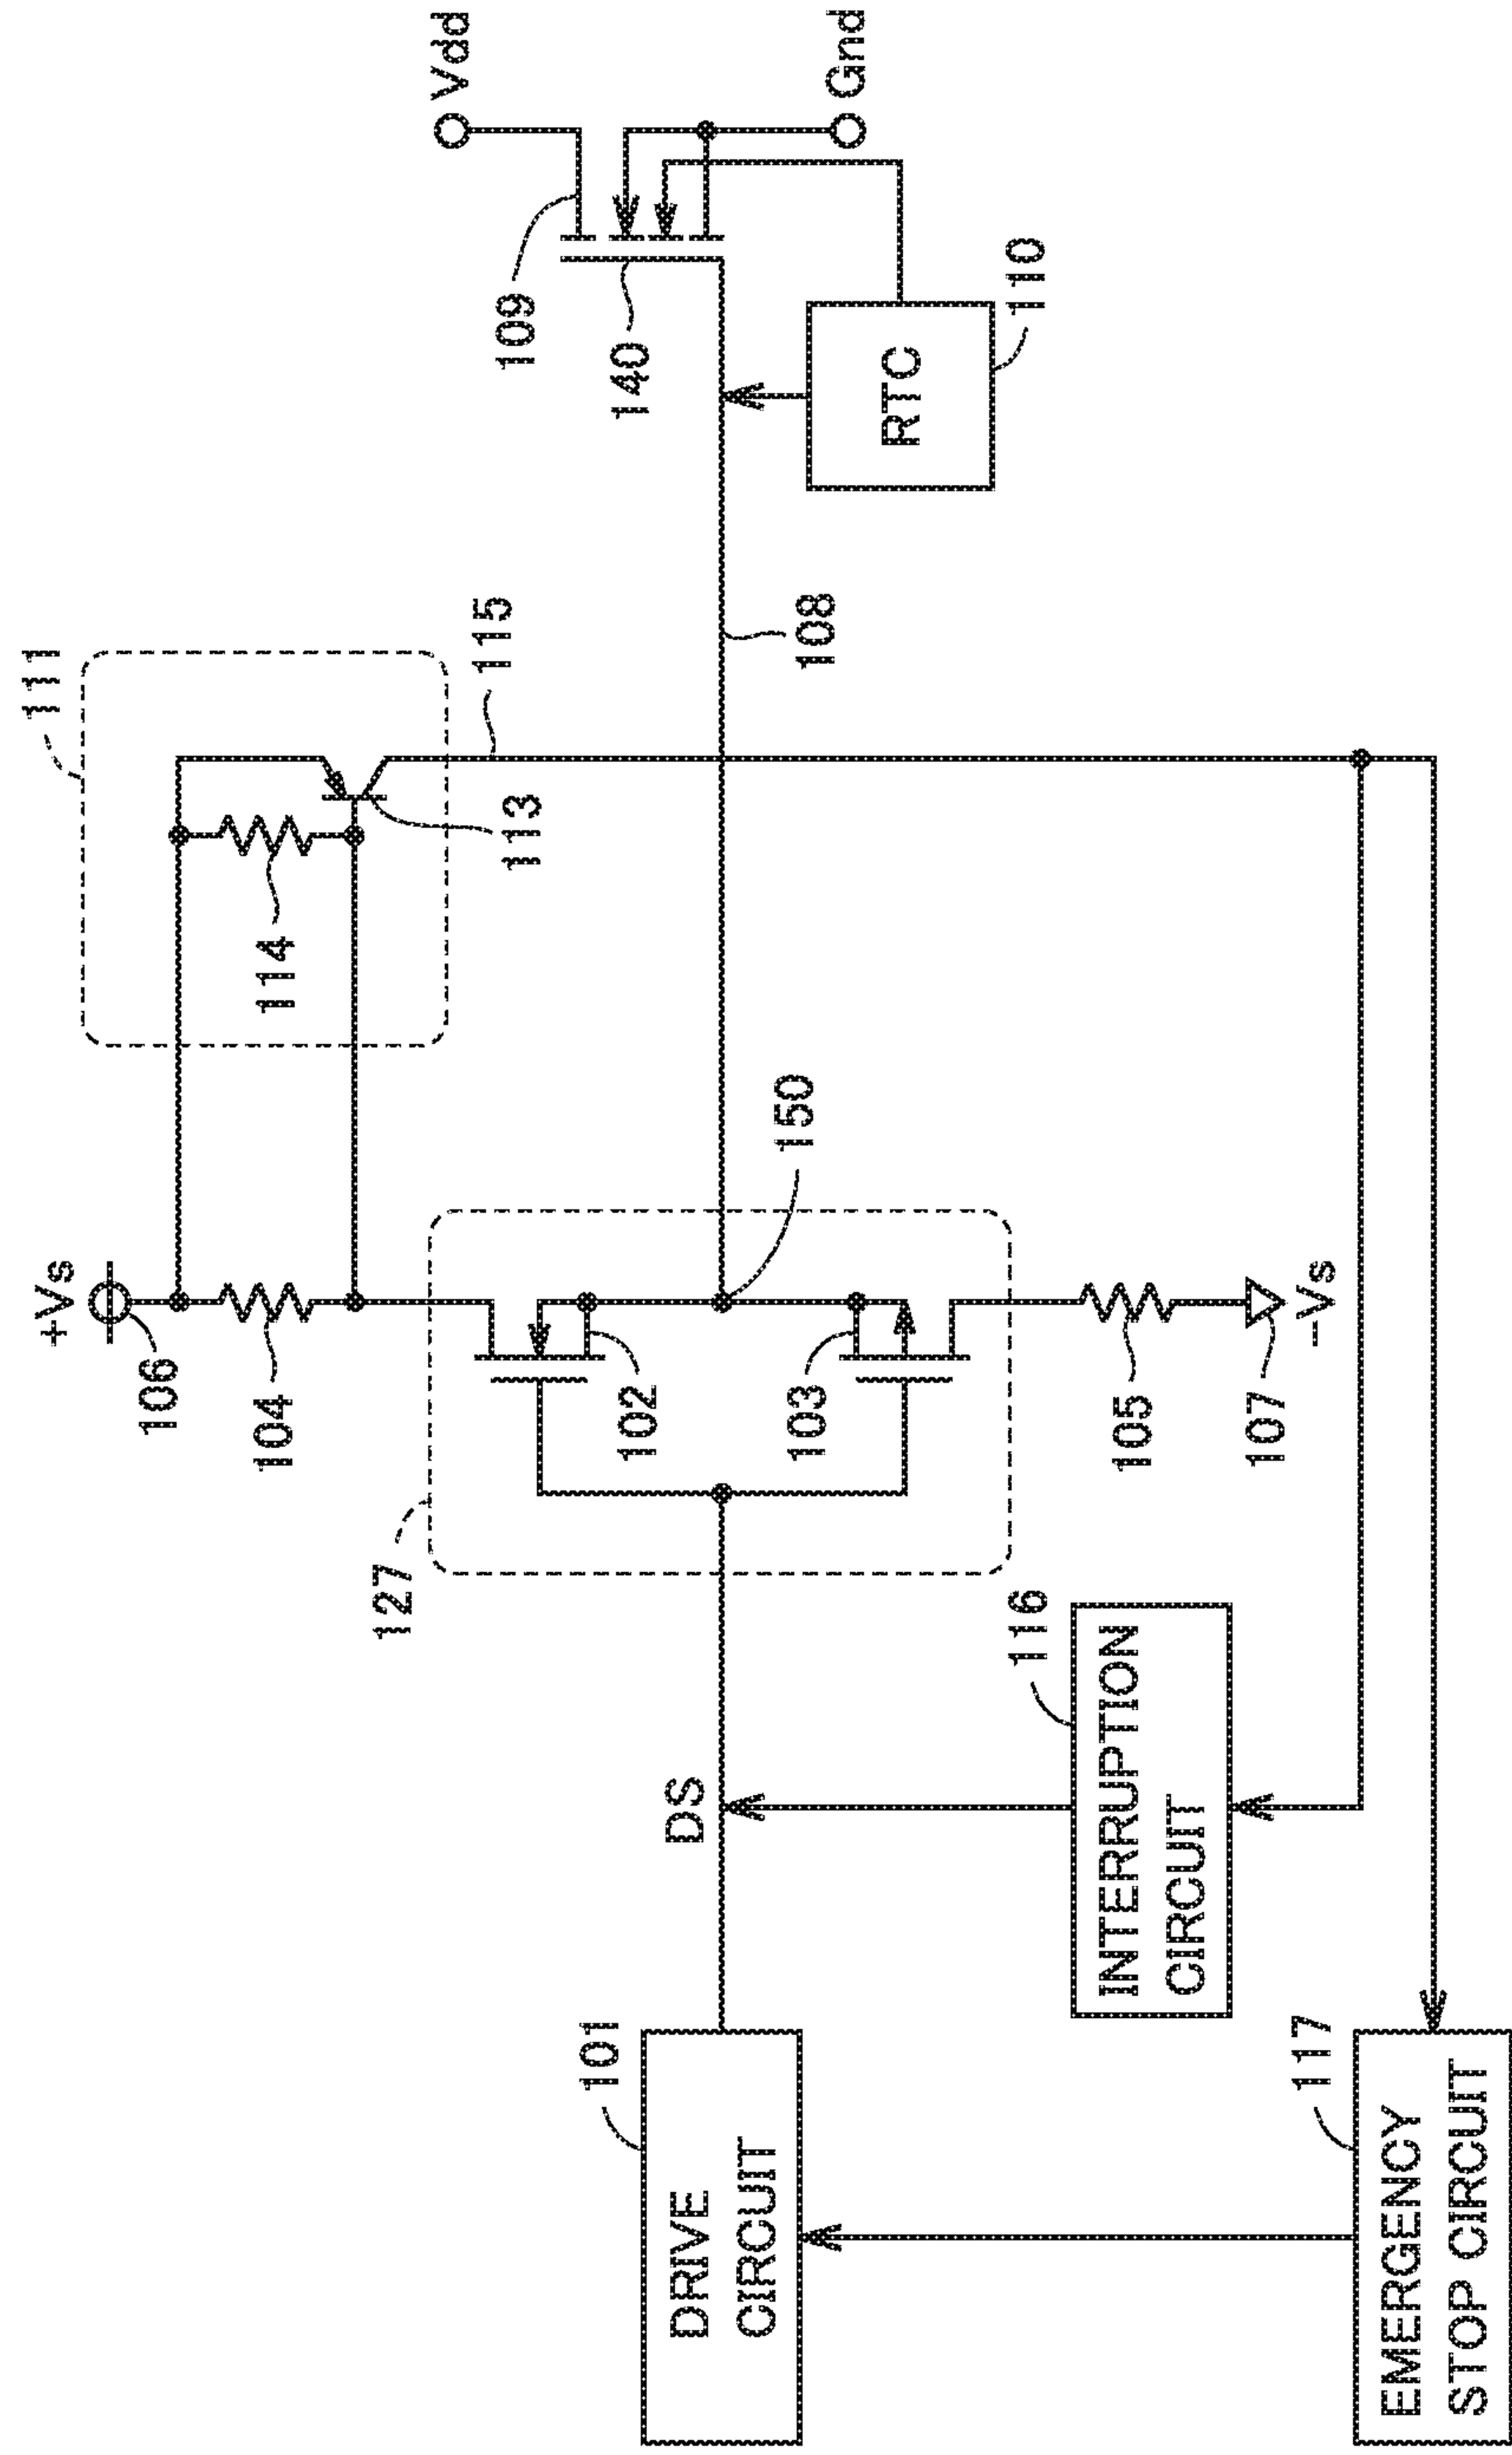 +Vs
106
104
111
114
113
115
109
Vdd
140
Gnd
127
102
103
150
108
RTC
110
105
107
-Vs
DS
101
DRIVE
CIRCUIT
116
INTERRUPTION
CIRCUIT
117
EMERGENCY
STOP CIRCUIT